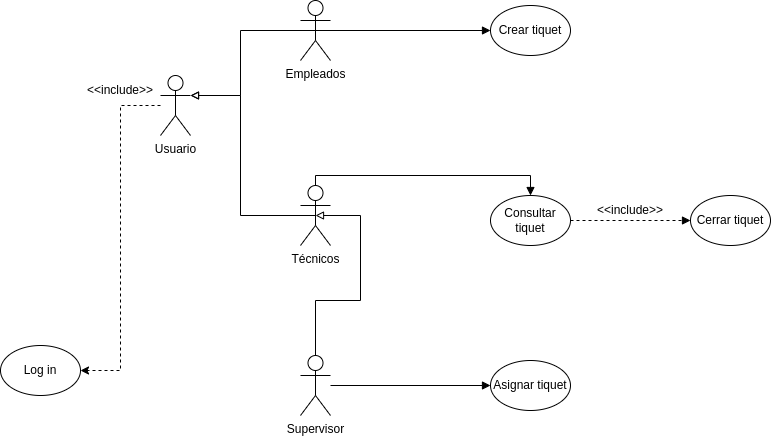 Crear tiquet
Empleados
<<include>>
Usuario
Consultar
tiquet
<<include>>
Cerrar tiquet
Técnicos
Log in
Asignar tiquet
Supervisor